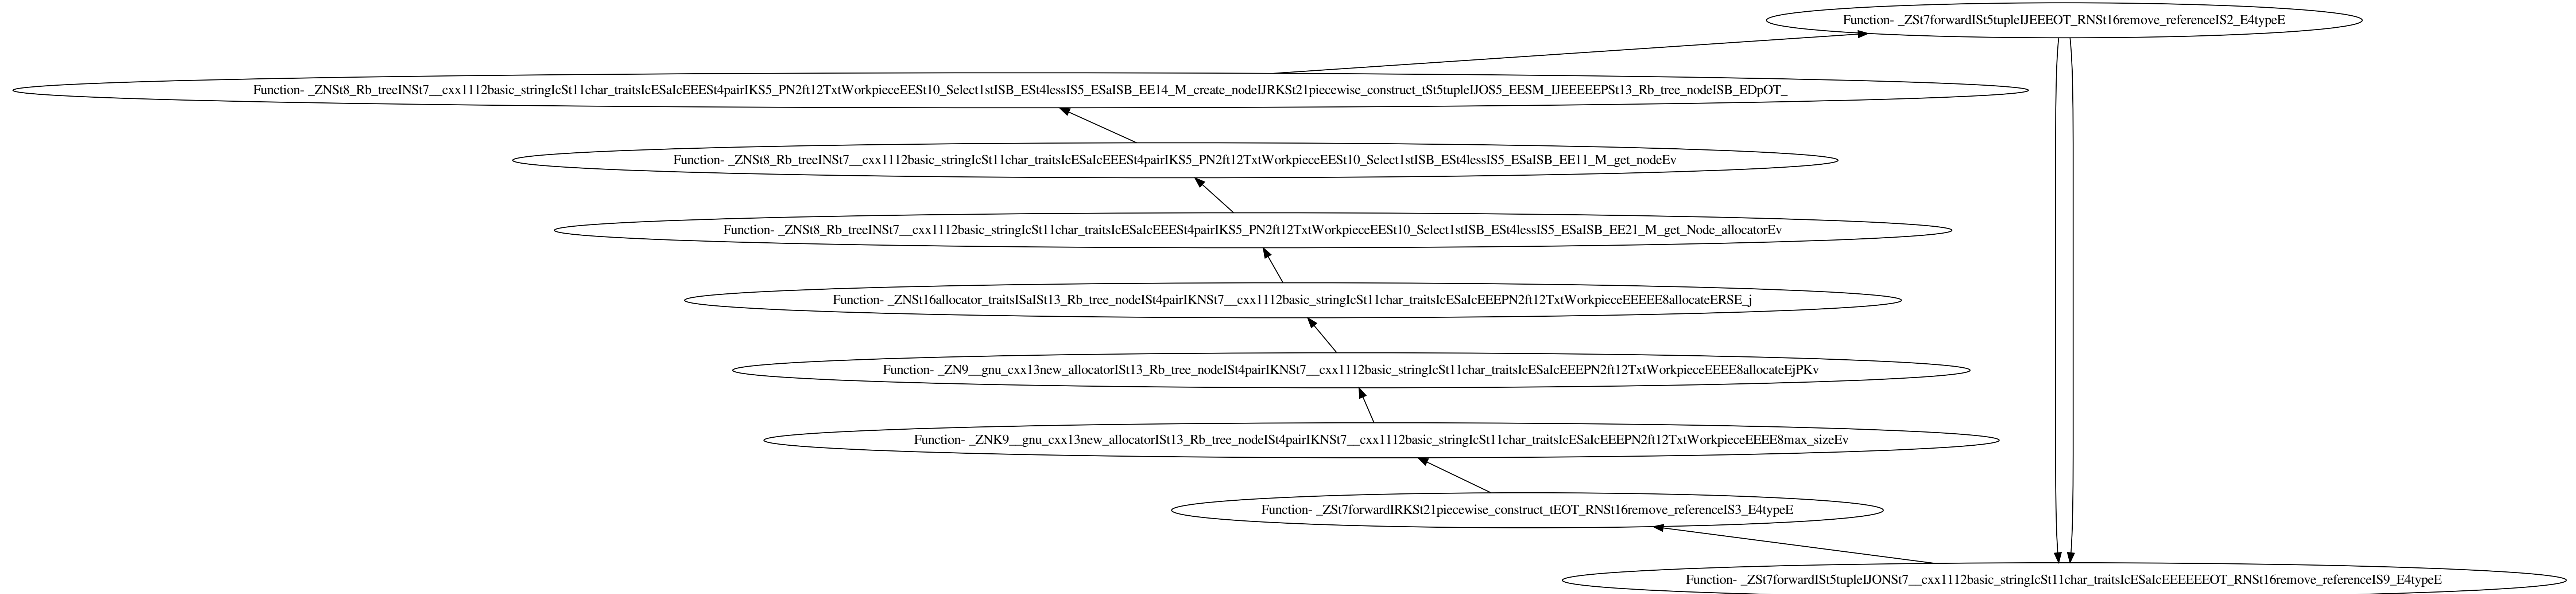 Function- _ZSt7forwardISt5tupleIJEEEOT_RNSt16remove_referenceIS2_E4typeE
Function- _ZNSt8_Rb_treeINSt7__cxx1112basic_stringIcSt11char_traitsIcESaIcEEESt4pairIKS5_PN2ft12TxtWorkpieceEESt10_Select1stISB_ESt4lessIS5_ESaISB_EE14_M_create_nodeIJRKSt21piecewise_construct_tSt5tupleIJOS5_EESM_IJEEEEEPSt13_Rb_tree_nodeISB_EDpOT_
Function- _ZNSt8_Rb_treeINSt7__cxx1112basic_stringIcSt11char_traitsIcESaIcEEESt4pairIKS5_PN2ft12TxtWorkpieceEESt10_Select1stISB_ESt4lessIS5_ESaISB_EE11_M_get_nodeEv
Function- _ZNSt8_Rb_treeINSt7__cxx1112basic_stringIcSt11char_traitsIcESaIcEEESt4pairIKS5_PN2ft12TxtWorkpieceEESt10_Select1stISB_ESt4lessIS5_ESaISB_EE21_M_get_Node_allocatorEv
Function- _ZNSt16allocator_traitsISaISt13_Rb_tree_nodeISt4pairIKNSt7__cxx1112basic_stringIcSt11char_traitsIcESaIcEEEPN2ft12TxtWorkpieceEEEEE8allocateERSE_j
Function- _ZN9__gnu_cxx13new_allocatorISt13_Rb_tree_nodeISt4pairIKNSt7__cxx1112basic_stringIcSt11char_traitsIcESaIcEEEPN2ft12TxtWorkpieceEEEE8allocateEjPKv
Function- _ZNK9__gnu_cxx13new_allocatorISt13_Rb_tree_nodeISt4pairIKNSt7__cxx1112basic_stringIcSt11char_traitsIcESaIcEEEPN2ft12TxtWorkpieceEEEE8max_sizeEv
Function- _ZSt7forwardIRKSt21piecewise_construct_tEOT_RNSt16remove_referenceIS3_E4typeE
Function- _ZSt7forwardISt5tupleIJONSt7__cxx1112basic_stringIcSt11char_traitsIcESaIcEEEEEEOT_RNSt16remove_referenceIS9_E4typeE